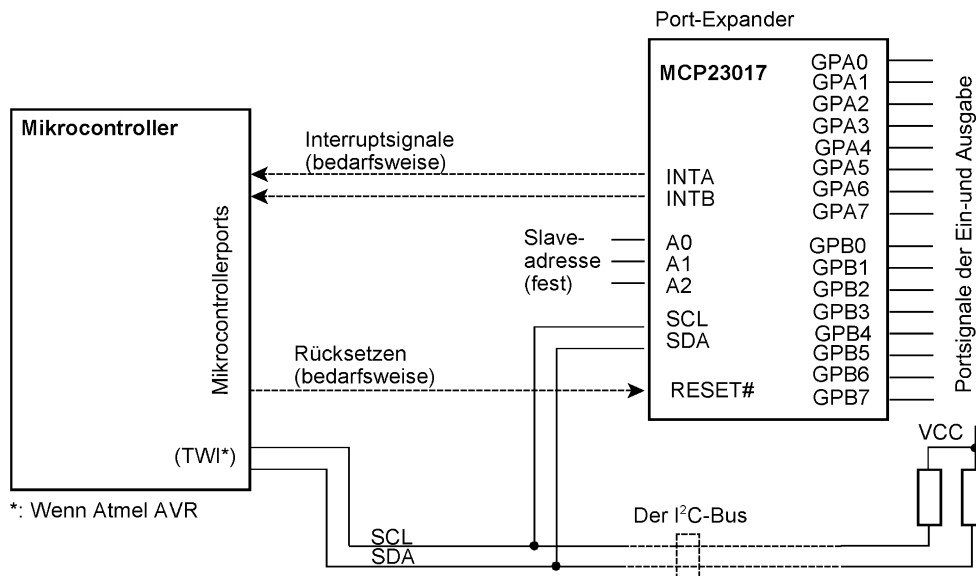 Port-Expander
MCP23017
Mikrocontroller
Interruptsignale
(bedarfsweise)
Mikrocontrollerports
INTA
INTB
Slave-
adresse
(fest)
A0
A1
A2
SCL
SDA
Rücksetzen
(bedarfsweise)
RESET#
GPA0
GPA1
GPA2
GPA3
GPA4
GPA5
GPA6
GPA7
GPB0
GPB1
GPB2
GPB3
GPB4
GPB5
GPB6
GPB7
Portsignale der Ein-und Ausgabe
(TWI*)
*: Wenn Atmel AVR
VCC
Der I²C-Bus
SCL
SDA